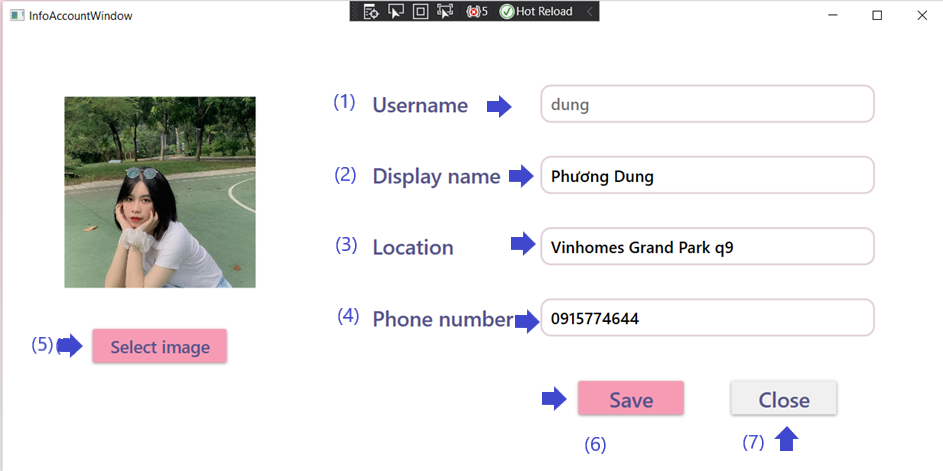 InfoAccountWindow
5 Hot Reload
(1) Username dung
(2) Display name Phương Dung
(3) Location Vinhomes Grand Park q9
(4) Phone number 0915774644
(5) Select image
Save Close
(6) (7)